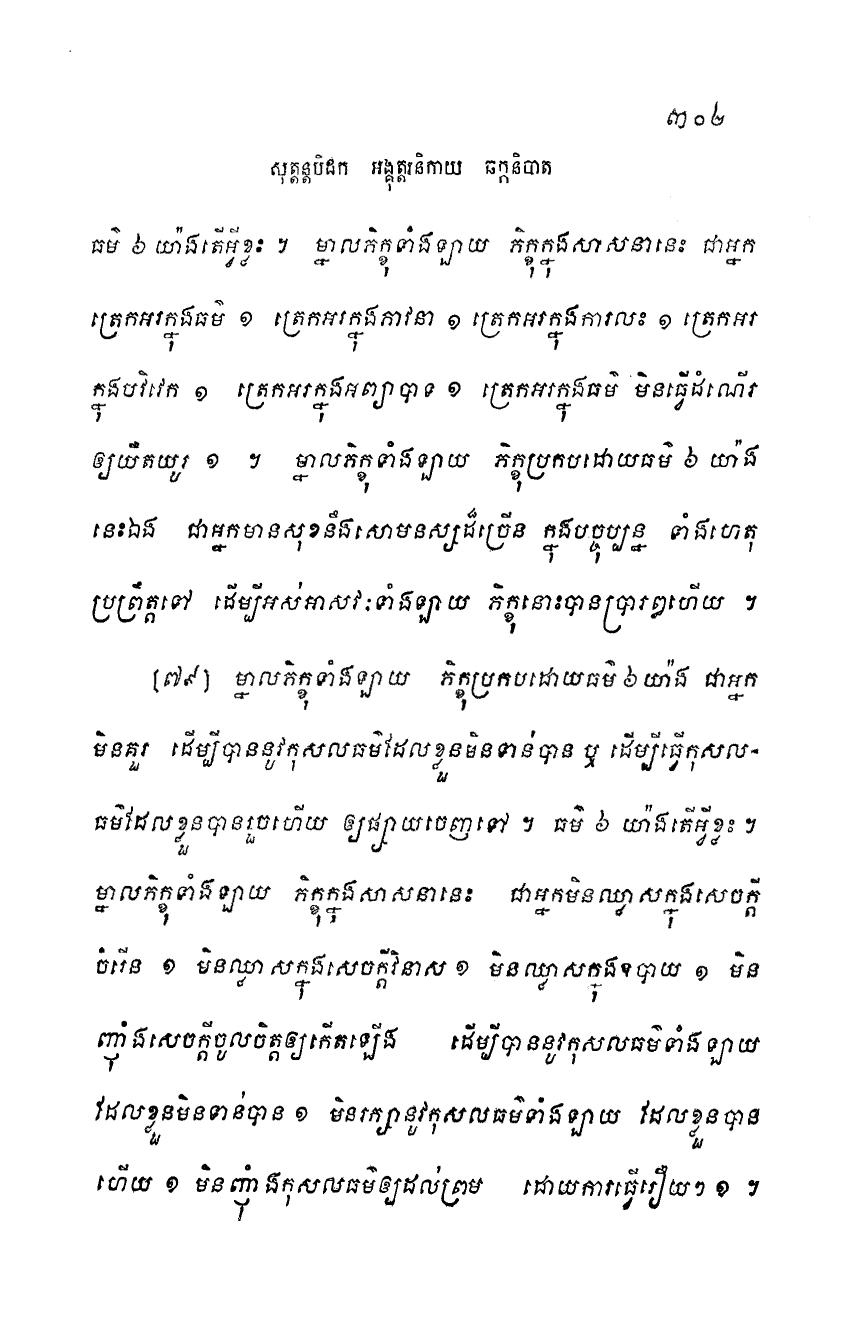 ៣០២
សុត្តន្តបិដក អង្គុត្តរនិកាយ ឆក្កនិបាត
ធម៌ ៦ យ៉ាងតើអ្វីខ្លះ ។ ម្នាលភិក្ខុទាំងឡាយ ភិក្ខុក្នុងសាសនានេះ ជាអ្នក
ត្រេកអរក្នុងធម៌ ១ ត្រេកអរក្នុងភាវនា ១ ត្រេកអរក្នុងការលះ ១ ត្រេកអរ
ក្នុងបវិវេក ១ ត្រេកអរក្នុងអព្យាបាទ ១ ត្រេកអរក្នុងធម៌ មិនធ្វើដំណើរ
ឲ្យយឺតយូរ ១ ។ ម្នាលភិក្ខុទាំងឡាយ ភិក្ខុប្រកបដោយធម៌ ៦ យ៉ាង
នេះឯង ជាអ្នកមានសុខនឹងសោមនស្សដ៏ច្រើន ក្នុងបច្ចុប្បន្ន ទាំងហេតុ
ប្រព្រឹត្តទៅ ដើម្បីអស់អាសវៈទាំងឡាយ ភិក្ខុនោះបានប្រារព្ធហើយ ។
[៧៩] ម្នាលភិក្ខុទាំងឡាយ ភិក្ខុប្រកបដោយធម៌ ៦ យ៉ាង ជាអ្នក
មិនគួរ ដើម្បីបាននូវកុសលធម៌ដែលខ្លួនមិនទាន់បាន ឬ ដើម្បីធ្វើកុសល-
ធម៌ដែលខ្លួនបានរួចហើយ ឲ្យផ្សាយចេញទៅ ។ ធម៌ ៦ យ៉ាងតើអ្វីខ្លះ ។
ម្នាលភិក្ខុទាំងឡាយ ភិក្ខុក្នុងសាសនានេះ ជាអ្នកមិនឈ្លាសក្នុងសេចក្តី
ចំរើន ១ មិនឈ្លាសក្នុងសេចក្តីវិនាស ១ មិនឈ្លាសក្នុងឧបាយ ១ មិន
ញ៉ាំងសេចក្តីចូលចិត្តឲ្យកើតឡើង ដើម្បីបាននូវកុសលធម៌ទាំងឡាយ
ដែលខ្លួនមិនទាន់បាន ១ មិនរក្សានូវកុសលធម៌ទាំងឡាយ ដែលខ្លួនបាន
ហើយ ១ មិនញ៉ាំងកុសលធម៌ឲ្យដល់ព្រម ដោយការធ្វើរឿយៗ ១ ។